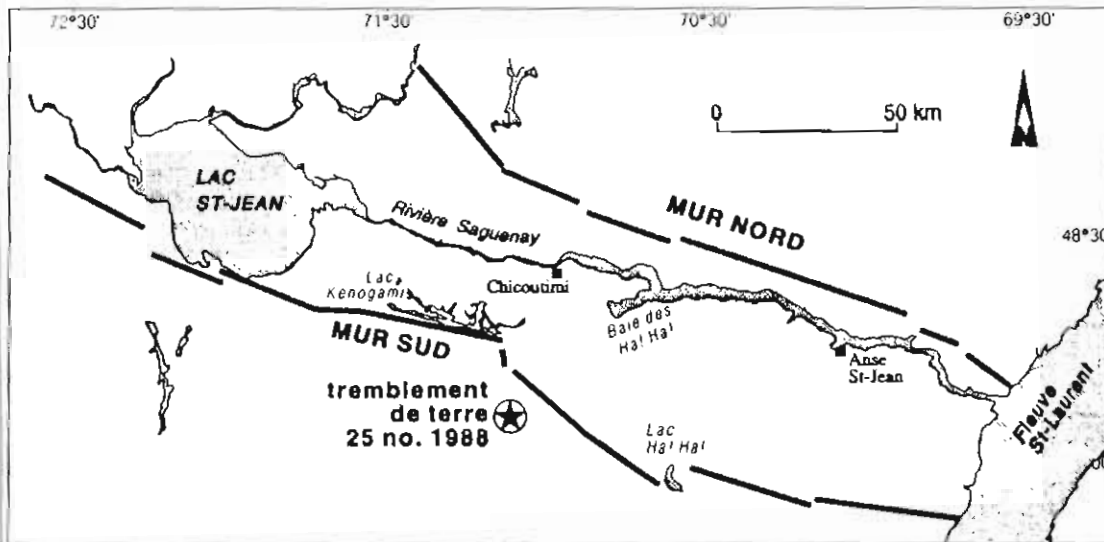 72°30'
71°30'
70°30'
69°30'
0 50 km
N
LAC
ST-JEAN
Rivière Saguenay
MUR NORD
48°30
Lac
Kenogami
Chicoutimi
Baie des
Ha! Ha!
MUR SUD
Anse
St-Jean
tremblement
de terre
25 no. 1988
Lac
Ha! Ha!
Fleuve
St-Laurent